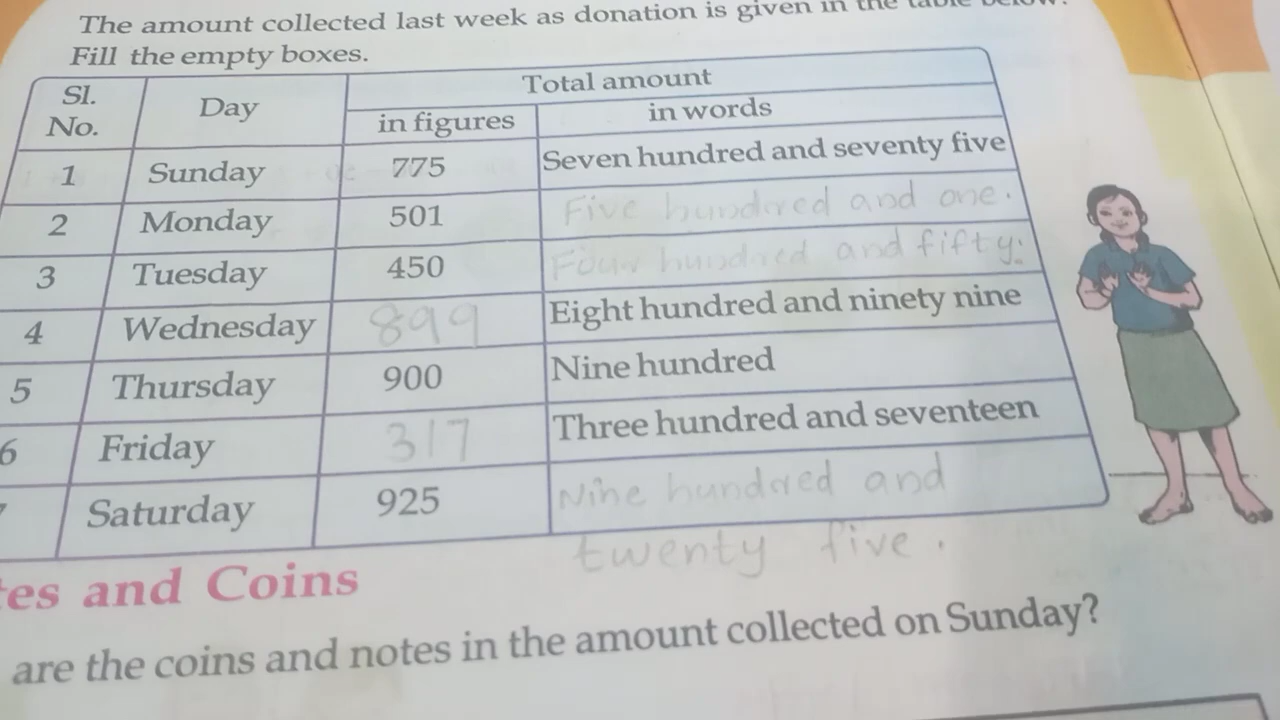 The amount collected last week as donation is given in the table below.
Fill the empty boxes.
Sl. No. Day Total amount
in figures in words
1 Sunday 775 Seven hundred and seventy five
2 Monday 501 Five hundred and one.
3 Tuesday 450 Four hundred and fifty.
4 Wednesday 899 Eight hundred and ninety nine
5 Thursday 900 Nine hundred
6 Friday 317 Three hundred and seventeen
Saturday 925 Nine hundred and
twenty five.
and Coins
are the coins and notes in the amount collected on Sunday?